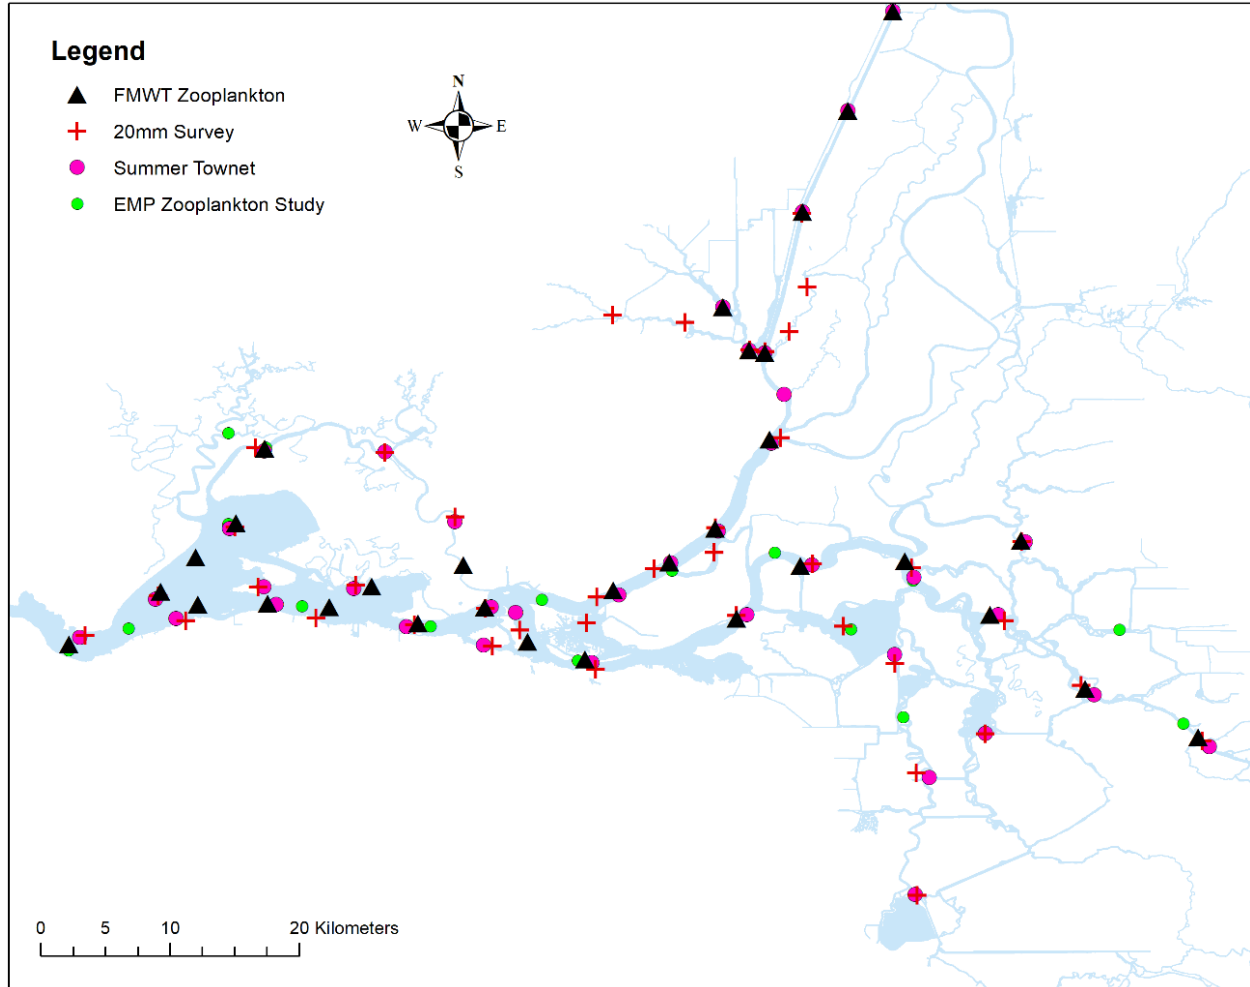 Legend
FMWT Zooplankton
20mm Survey
Summer Townet
EMP Zooplankton Study
N
W E
S
0 5 10 20 Kilometers